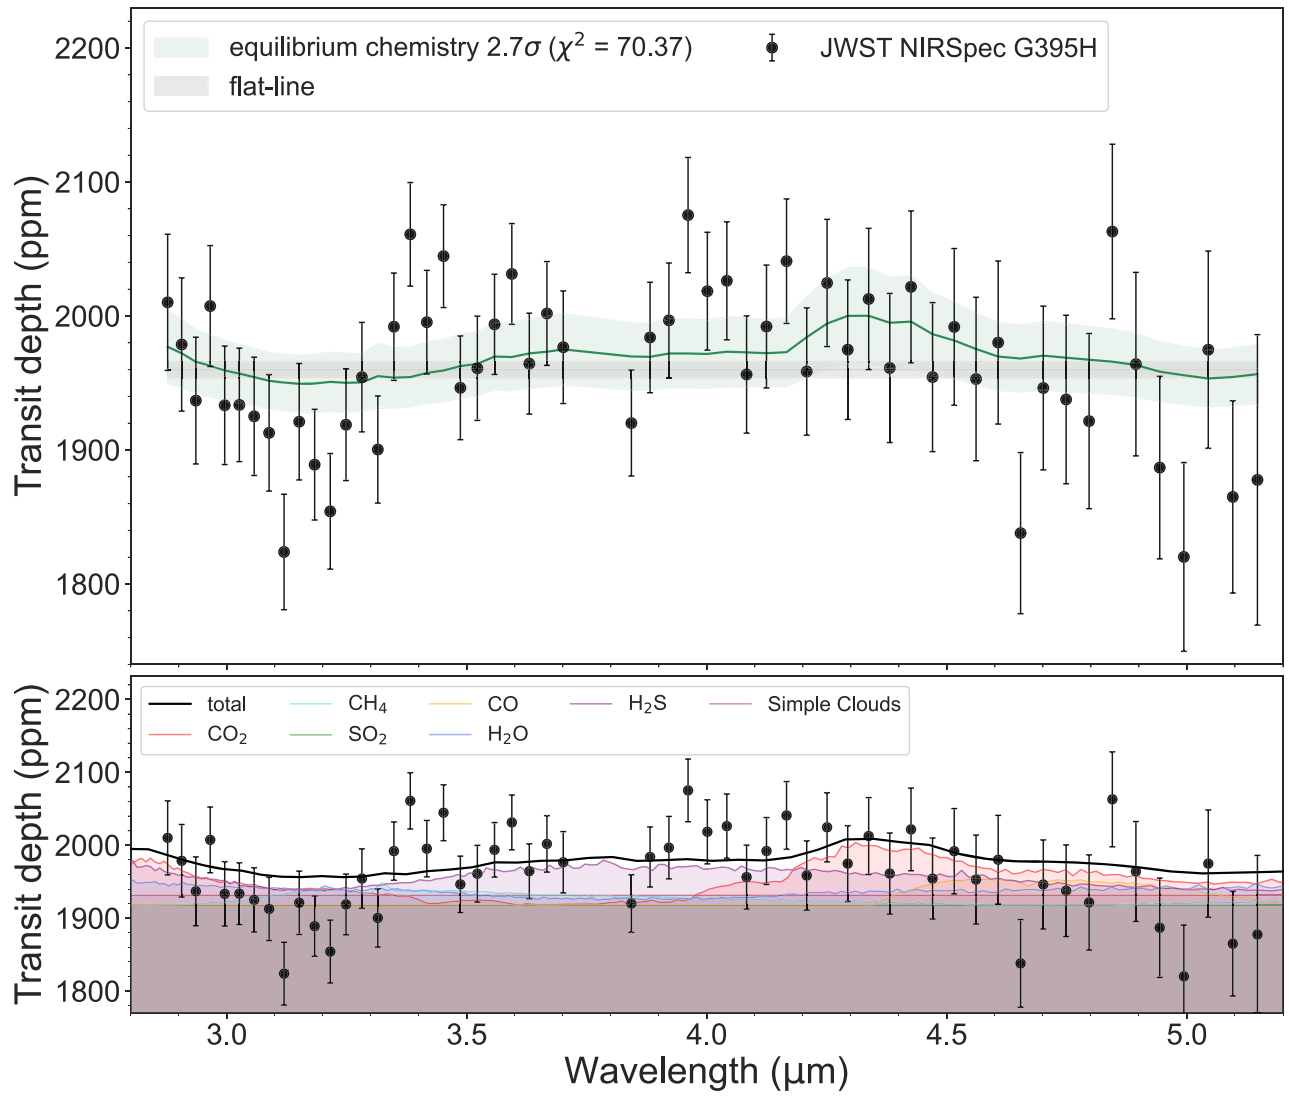 equilibrium chemistry 2.7σ (χ² = 70.37)
JWST NIRSpec G395H
flat-line
Transit depth (ppm)
2200
2100
2000
1900
1800
total
CH₄
CO
H₂S
Simple Clouds
CO₂
SO₂
H₂O
Transit depth (ppm)
2200
2100
2000
1900
1800
3.0
3.5
4.0
4.5
5.0
Wavelength (μm)